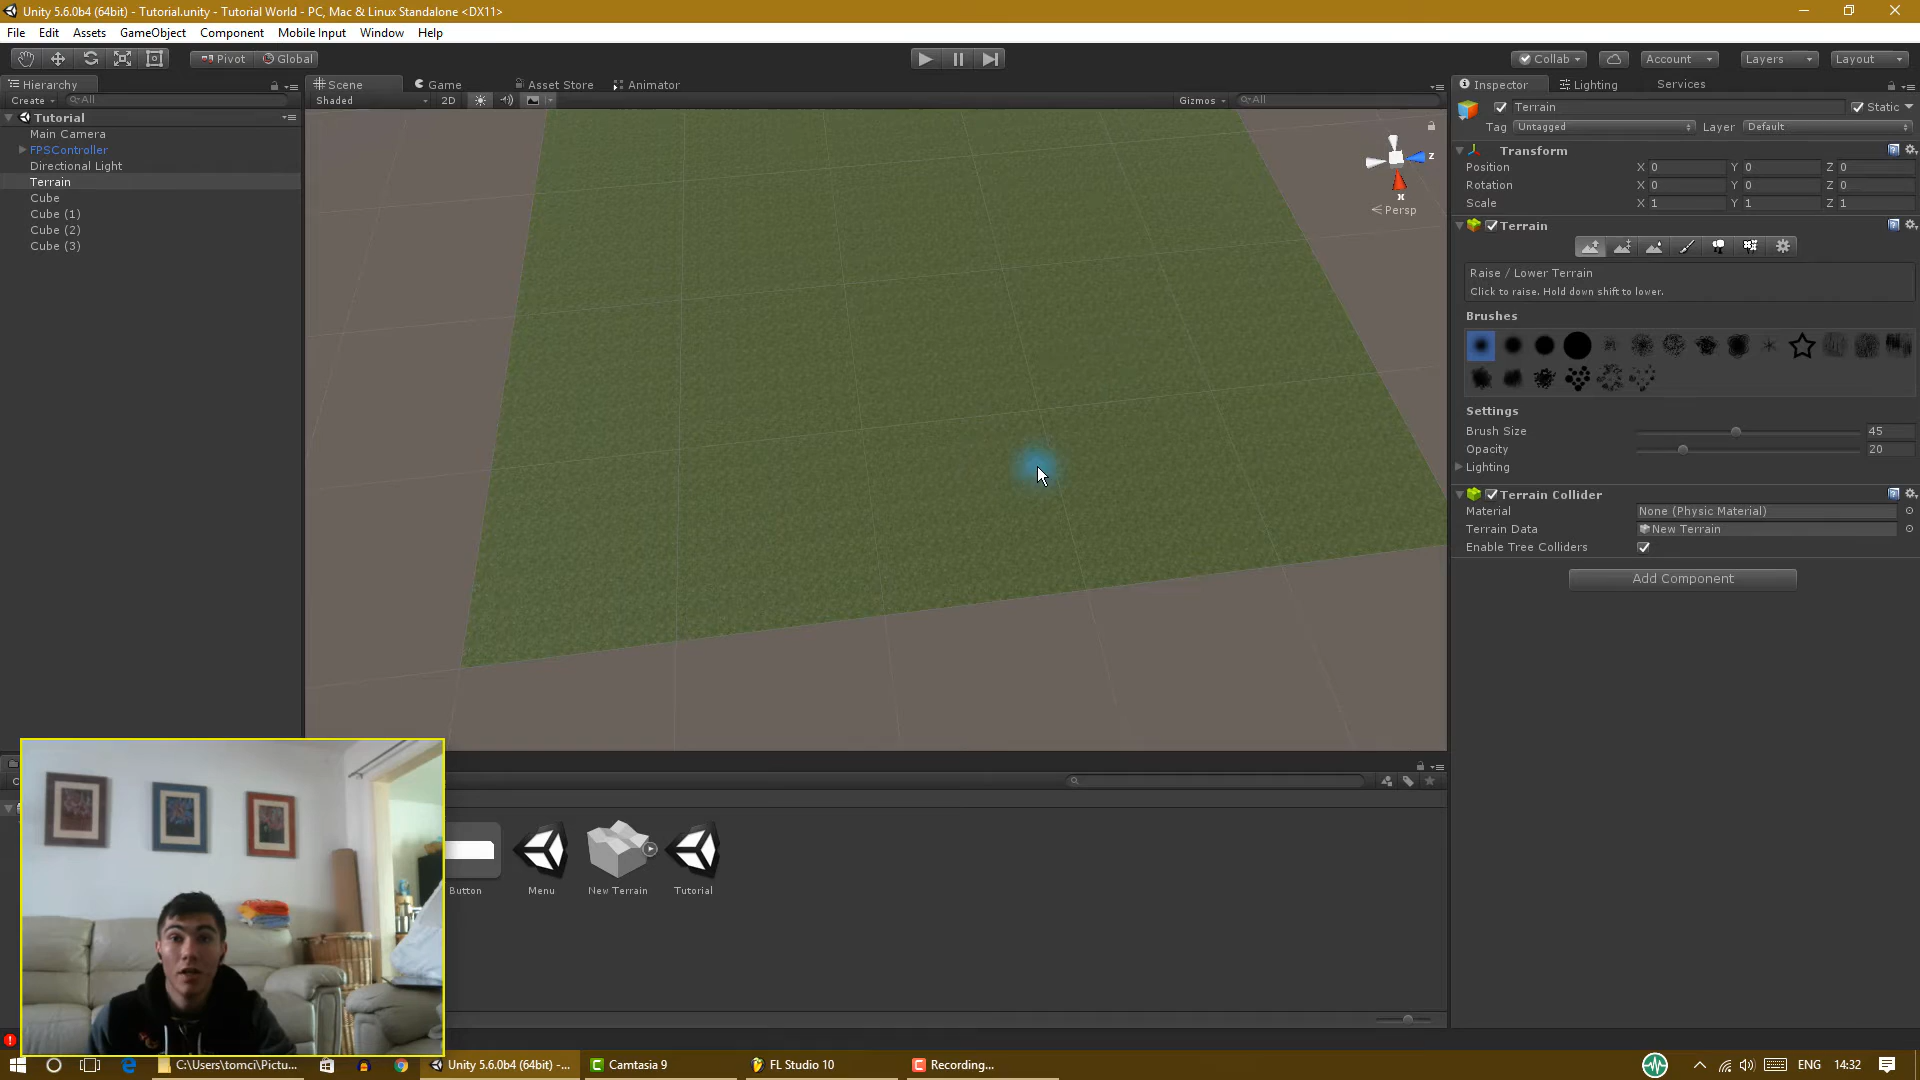 Unity 5.6.0b4 (64bit) - Tutorial.unity - Tutorial World - PC, Mac & Linux Standalone <DX11>
File Edit Assets GameObject Component Mobile Input Window Help
Pivot Global Collab Account Layers Layout
Hierarchy
Create All
Tutorial
Main Camera
FPSController
Directional Light
Terrain
Cube
Cube (1)
Cube (2)
Cube (3)
Scene Game Asset Store Animator
Shaded 2D Gizmos All
z
x
Persp
Inspector Lighting Services
Terrain Static
Tag Untagged Layer Default
Transform
Position X 0 Y 0 Z 0
Rotation X 0 Y 0 Z 0
Scale X 1 Y 1 Z 1
Terrain
Raise / Lower Terrain
Click to raise. Hold down shift to lower.
Brushes
Settings
Brush Size 45
Opacity 20
Lighting
Terrain Collider
Material None (Physic Material)
Terrain Data New Terrain
Enable Tree Colliders
Add Component
Button Menu New Terrain Tutorial
C:\Users\tomci\Pictu... Unity 5.6.0b4 (64bit) -... Camtasia 9 FL Studio 10 Recording... ENG 14:32